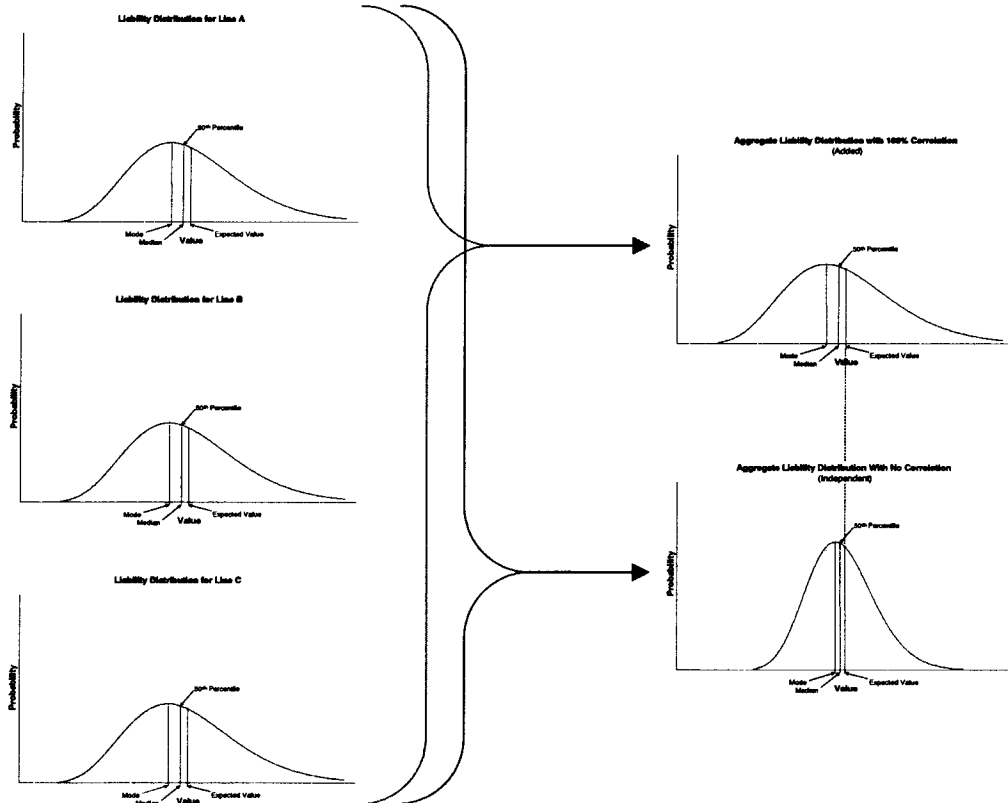 Liability Distribution for Line A
Probability
50th Percentile
Mode
Median
Value
Expected Value
Liability Distribution for Line B
Probability
50th Percentile
Mode
Median
Value
Expected Value
Liability Distribution for Line C
Probability
50th Percentile
Mode
Median
Value
Expected Value
Aggregate Liability Distribution with 100% Correlation
(Added)
Probability
50th Percentile
Mode
Median
Value
Expected Value
Aggregate Liability Distribution With No Correlation
(Independent)
Probability
50th Percentile
Mode
Median
Value
Expected Value